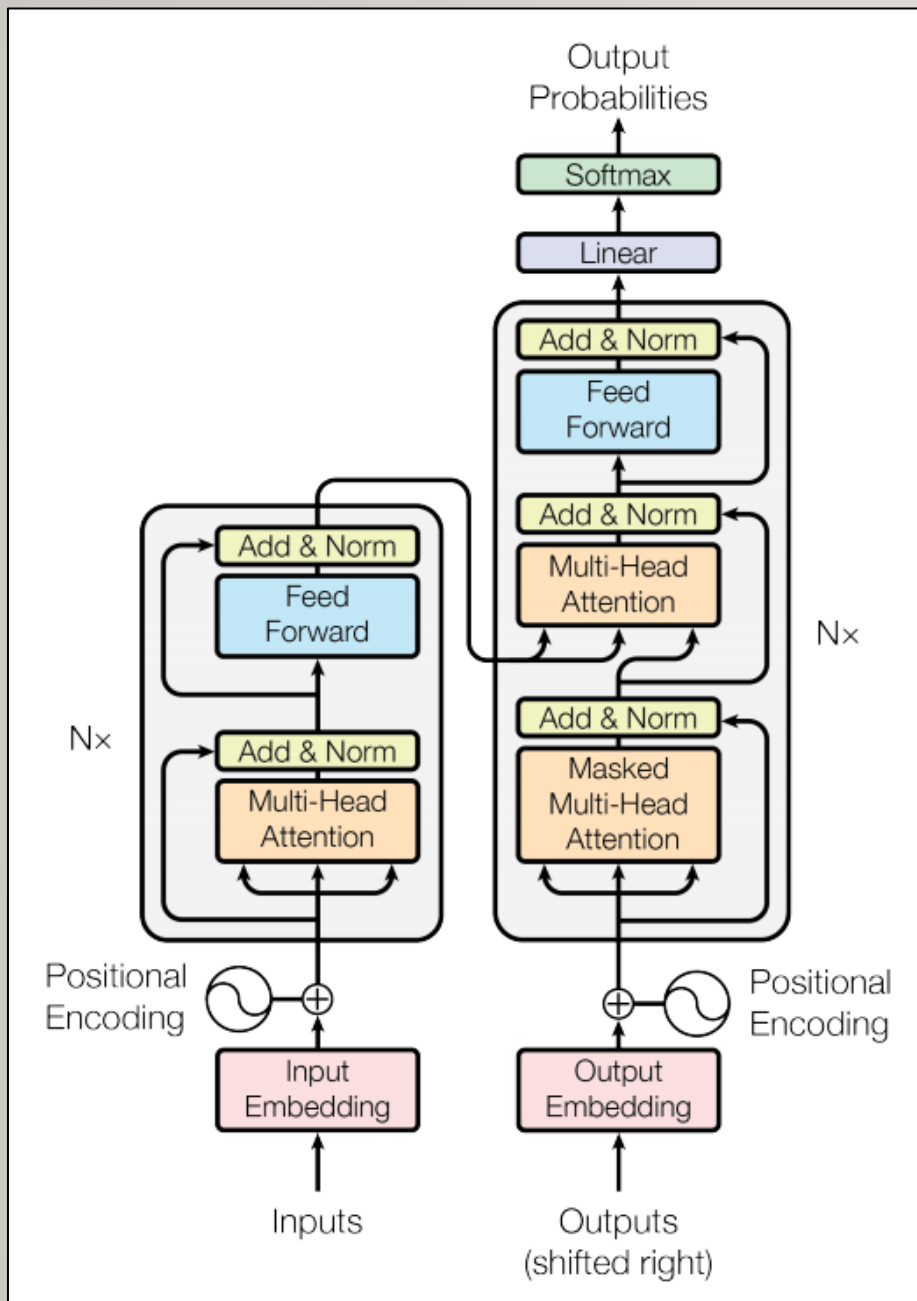 Output
Probabilities
Softmax
Linear
Add & Norm
Feed
Forward
Add & Norm
Multi-Head
Attention
Add & Norm
Masked
Multi-Head
Attention
Nx
Add & Norm
Feed
Forward
Add & Norm
Multi-Head
Attention
Nx
Positional
Encoding
Positional
Encoding
Input
Embedding
Output
Embedding
Inputs
Outputs
(shifted right)